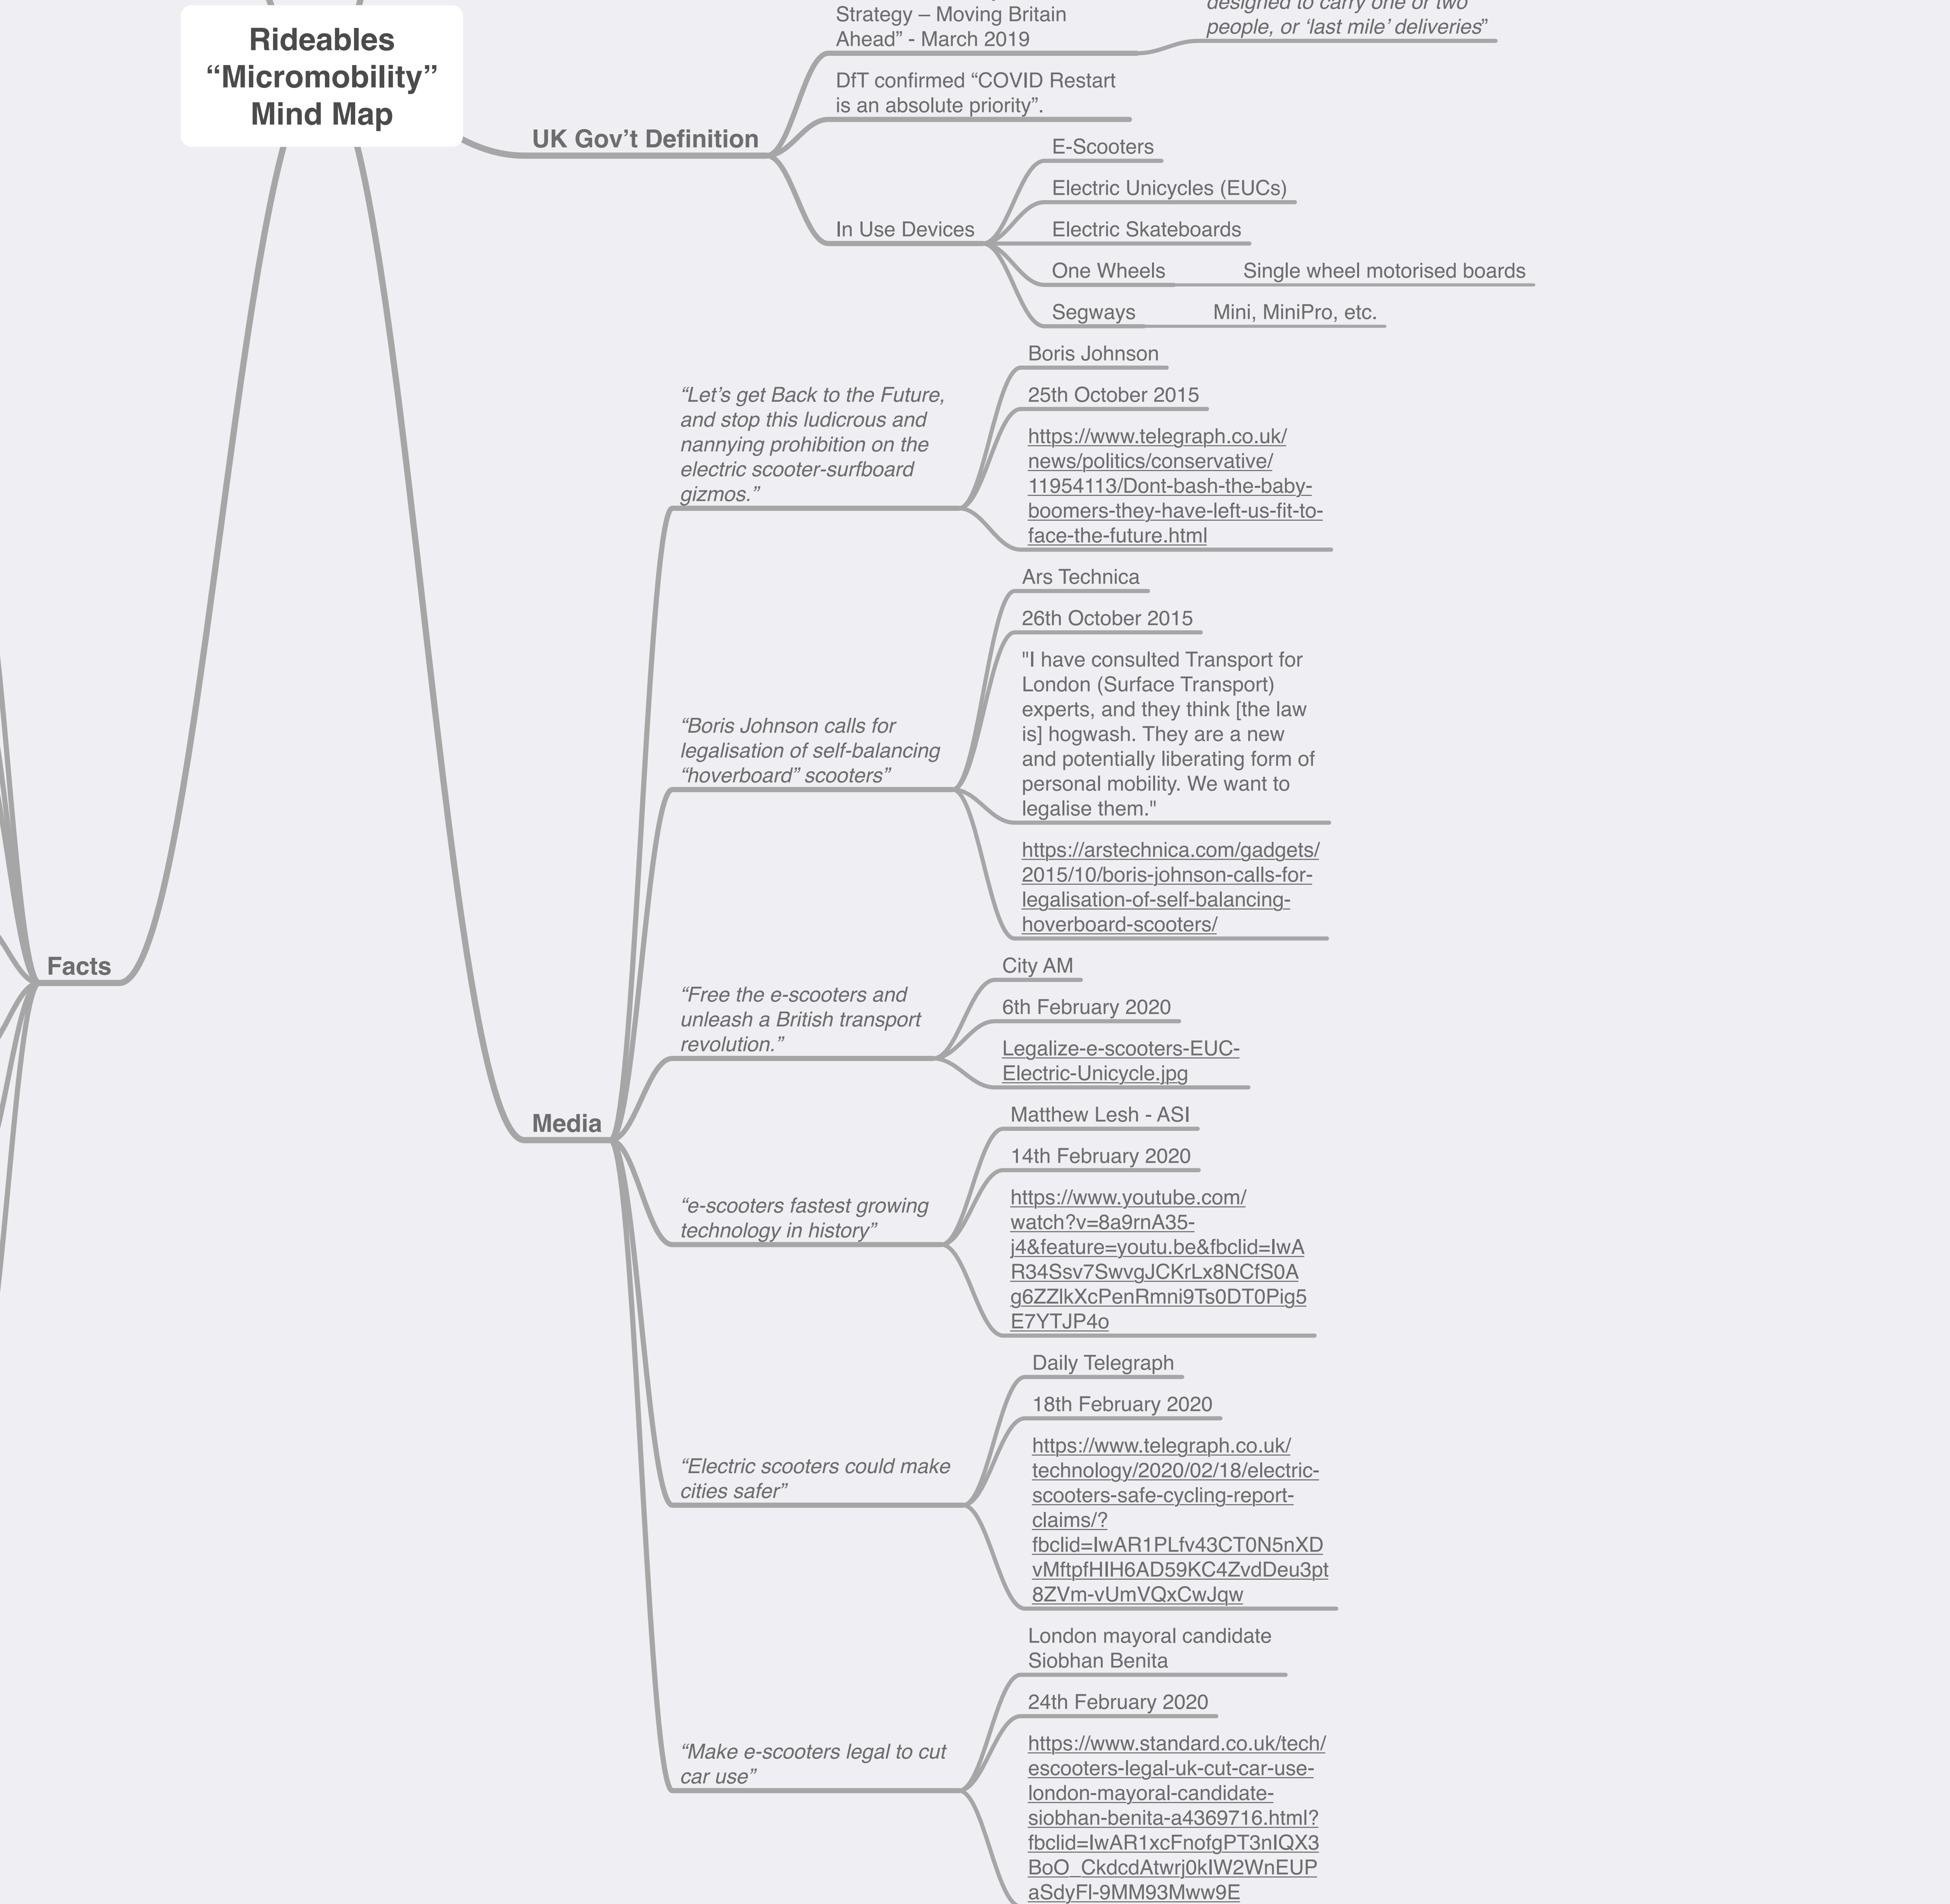 Rideables
“Micromobility”
Mind Map
Strategy – Moving Britain
Ahead” - March 2019
designed to carry one or two
people, or ‘last mile’ deliveries”
DfT confirmed “COVID Restart
is an absolute priority”.
UK Gov’t Definition
In Use Devices
E-Scooters
Electric Unicycles (EUCs)
Electric Skateboards
One Wheels
Single wheel motorised boards
Segways
Mini, MiniPro, etc.
Facts
Media
“Let’s get Back to the Future,
and stop this ludicrous and
nannying prohibition on the
electric scooter-surfboard
gizmos.”
Boris Johnson
25th October 2015
https://www.telegraph.co.uk/
news/politics/conservative/
11954113/Dont-bash-the-baby-
boomers-they-have-left-us-fit-to-
face-the-future.html
“Boris Johnson calls for
legalisation of self-balancing
“hoverboard” scooters”
Ars Technica
26th October 2015
"I have consulted Transport for
London (Surface Transport)
experts, and they think [the law
is] hogwash. They are a new
and potentially liberating form of
personal mobility. We want to
legalise them."
https://arstechnica.com/gadgets/
2015/10/boris-johnson-calls-for-
legalisation-of-self-balancing-
hoverboard-scooters/
“Free the e-scooters and
unleash a British transport
revolution.”
City AM
6th February 2020
Legalize-e-scooters-EUC-
Electric-Unicycle.jpg
“e-scooters fastest growing
technology in history”
Matthew Lesh - ASI
14th February 2020
https://www.youtube.com/
watch?v=8a9rnA35-
j4&feature=youtu.be&fbclid=IwA
R34Ssv7SwvgJCKrLx8NCfS0A
g6ZZlkXcPenRmni9Ts0DT0Pig5
E7YTJP4o
“Electric scooters could make
cities safer”
Daily Telegraph
18th February 2020
https://www.telegraph.co.uk/
technology/2020/02/18/electric-
scooters-safe-cycling-report-
claims/?
fbclid=IwAR1PLfv43CT0N5nXD
vMftpfHIH6AD59KC4ZvdDeu3pt
8ZVm-vUmVQxCwJqw
“Make e-scooters legal to cut
car use”
London mayoral candidate
Siobhan Benita
24th February 2020
https://www.standard.co.uk/tech/
escooters-legal-uk-cut-car-use-
london-mayoral-candidate-
siobhan-benita-a4369716.html?
fbclid=IwAR1xcFnofgPT3nIQX3
BoO_CkdcdAtwrj0kIW2WnEUP
aSdyFl-9MM93Mww9E